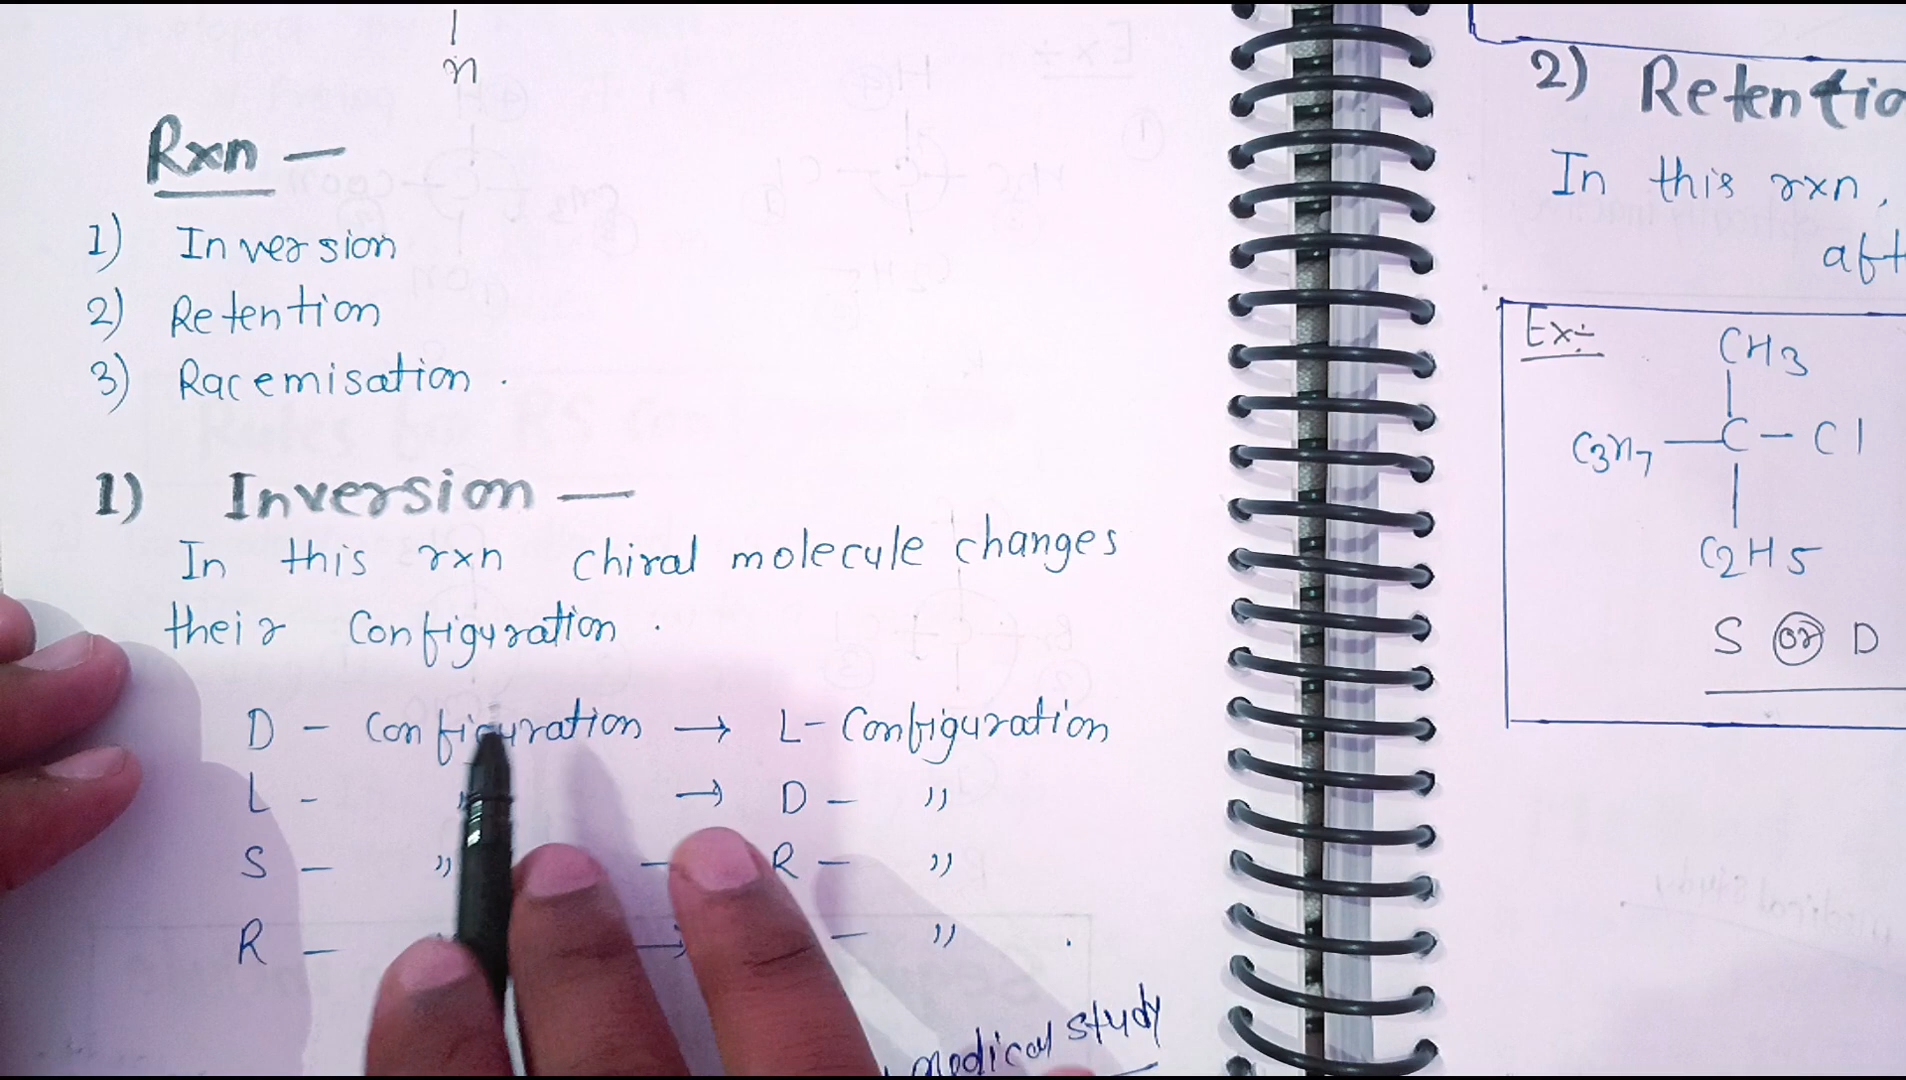 n
Rxn —
1) Inversion
2) Retention
3) Racemisation .
1) Inversion —
In this rxn chiral molecule changes
their Configuration .
D - Configuration → L- Configuration
L - " → D - "
S - " — R - "
R - → - " .
medical study
2) Retentio
In this rxn,
aft
Ex÷
CH3
C3H7 — C - Cl
C2H5
S or D